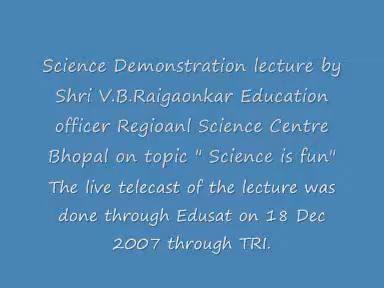 Science Demonstration lecture by
Shri V.B.Raigaonkar Education
officer Regioanl Science Centre
Bhopal on topic " Science is fun"
The live telecast of the lecture was
done through Edusat on 18 Dec
2007 through TRI.